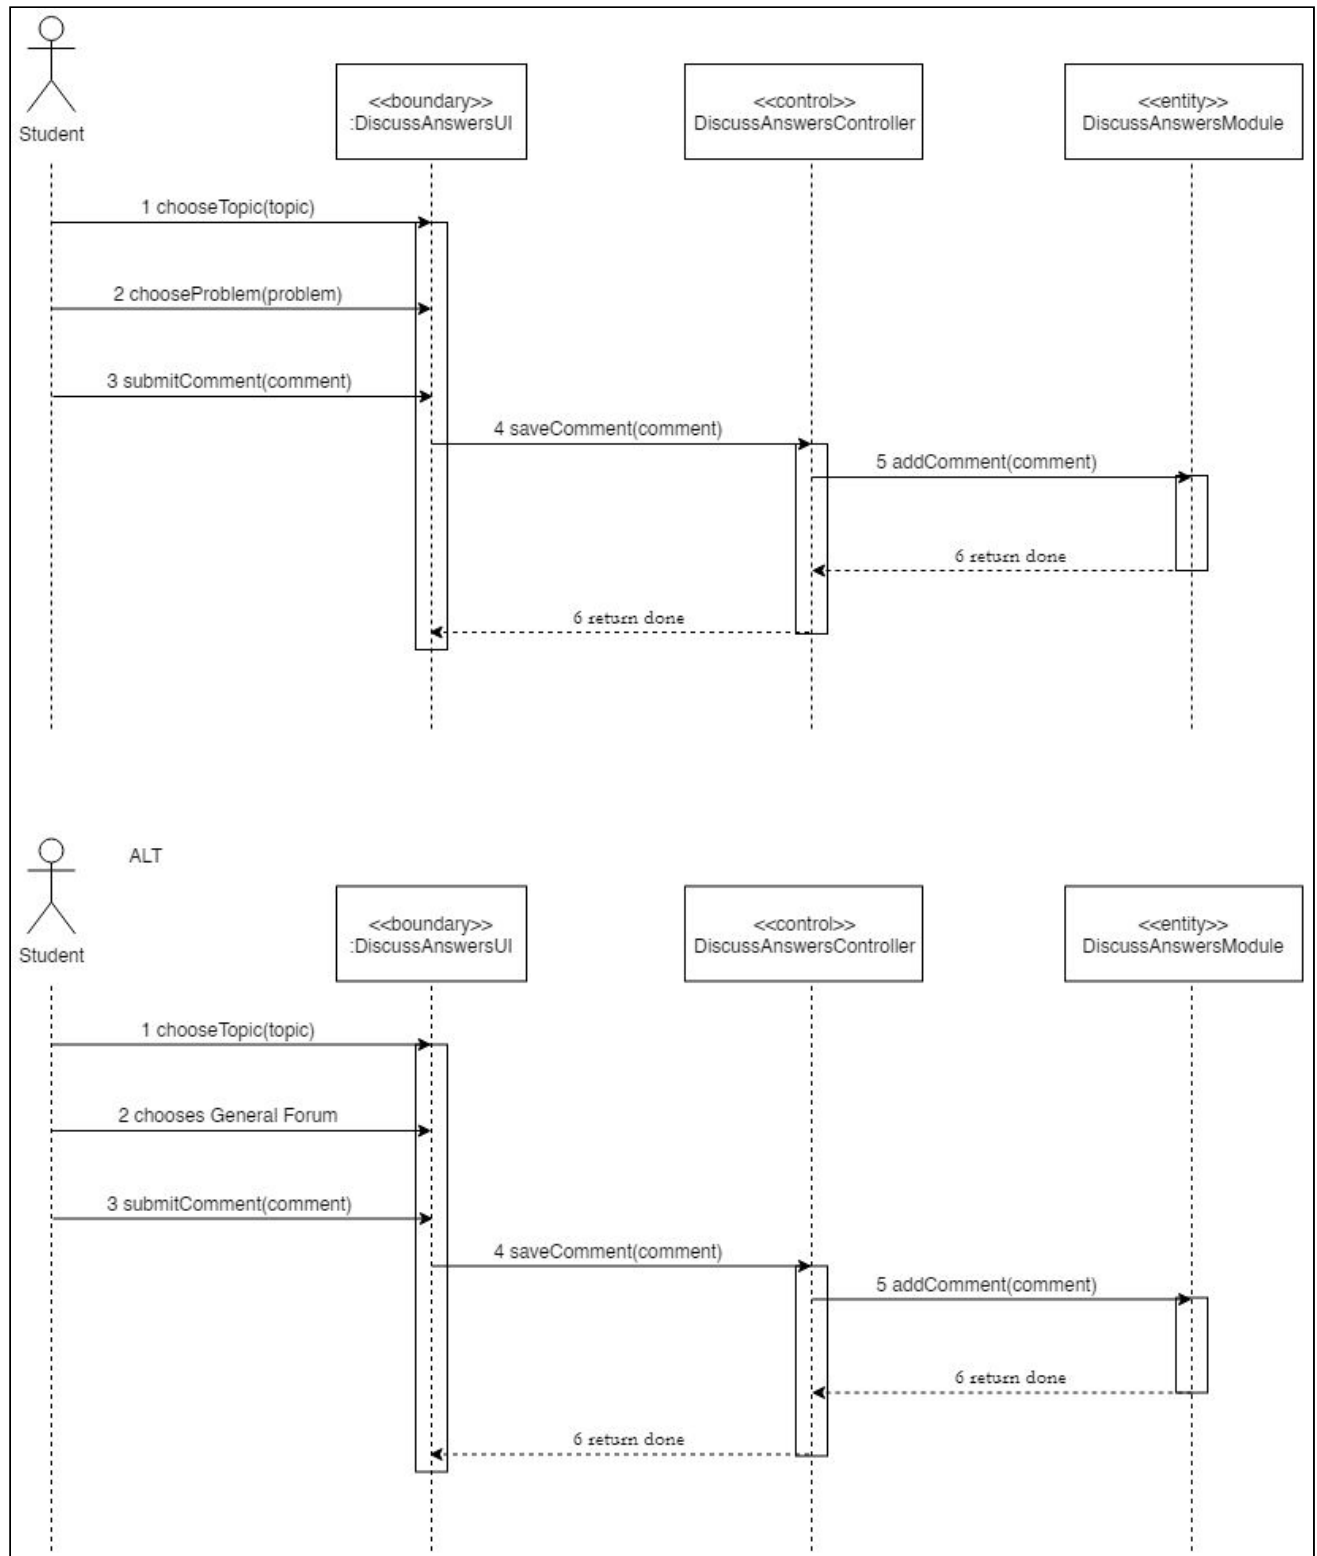 Student
<<boundary>>
:DiscussAnswersUI
<<control>>
DiscussAnswersController
<<entity>>
DiscussAnswersModule
1 chooseTopic(topic)
2 chooseProblem(problem)
3 submitComment(comment)
4 saveComment(comment)
5 addComment(comment)
6 return done
6 return done
ALT
Student
<<boundary>>
:DiscussAnswersUI
<<control>>
DiscussAnswersController
<<entity>>
DiscussAnswersModule
1 chooseTopic(topic)
2 chooses General Forum
3 submitComment(comment)
4 saveComment(comment)
5 addComment(comment)
6 return done
6 return done